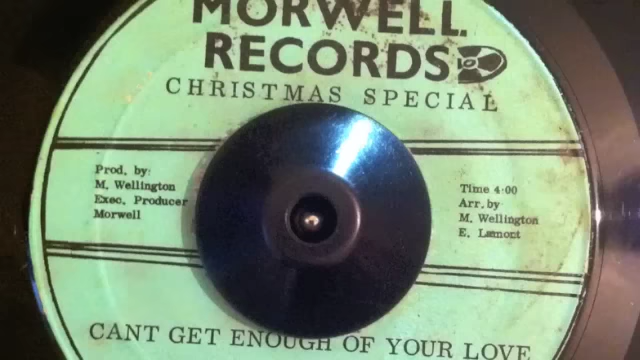 MORWELL
RECORDS
CHRISTMAS SPECIAL
Prod. by:
M. Wellington
Exec. Producer
Morwell
Time 4:00
Arr. by
M. Wellington
E. Lamont
CANT GET ENOUGH OF YOUR LOVE